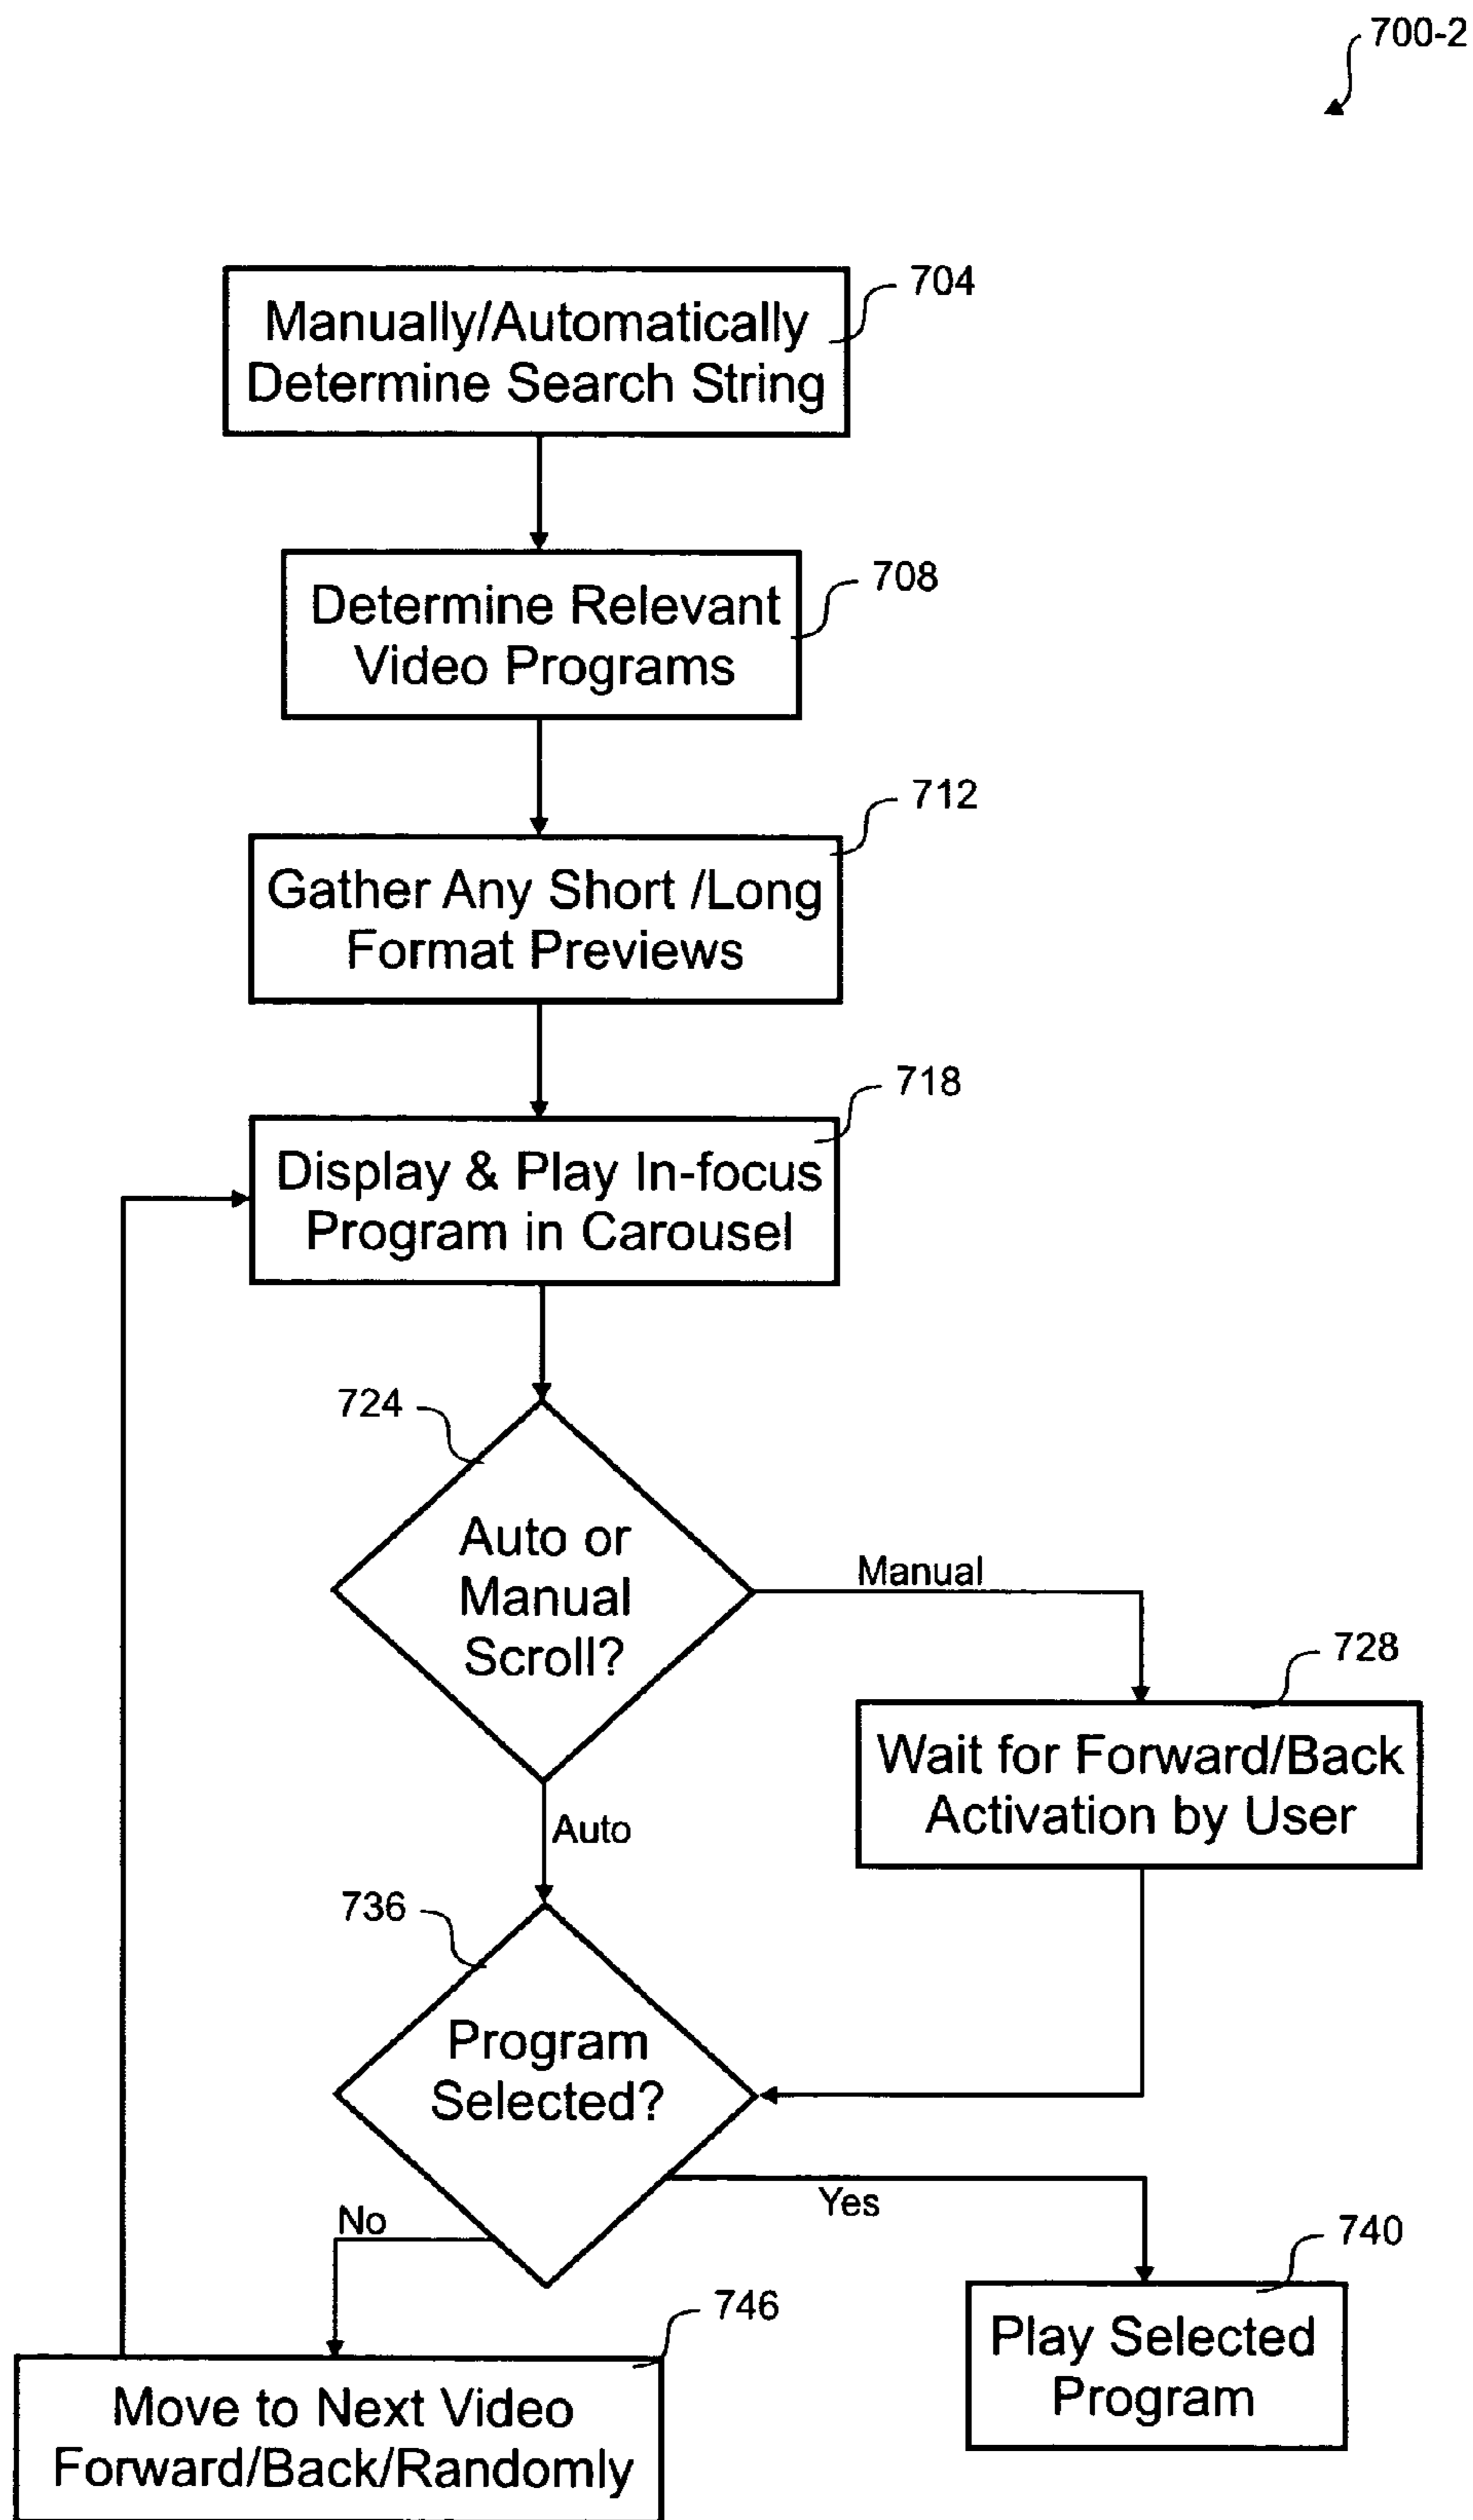 700-2
704
Manually/Automatically
Determine Search String
708
Determine Relevant
Video Programs
712
Gather Any Short /Long
Format Previews
718
Display & Play In-focus
Program in Carousel
724
Auto or
Manual
Scroll?
Manual
728
Wait for Forward/Back
Activation by User
Auto
736
Program
Selected?
Yes
No
740
Play Selected
Program
746
Move to Next Video
Forward/Back/Randomly